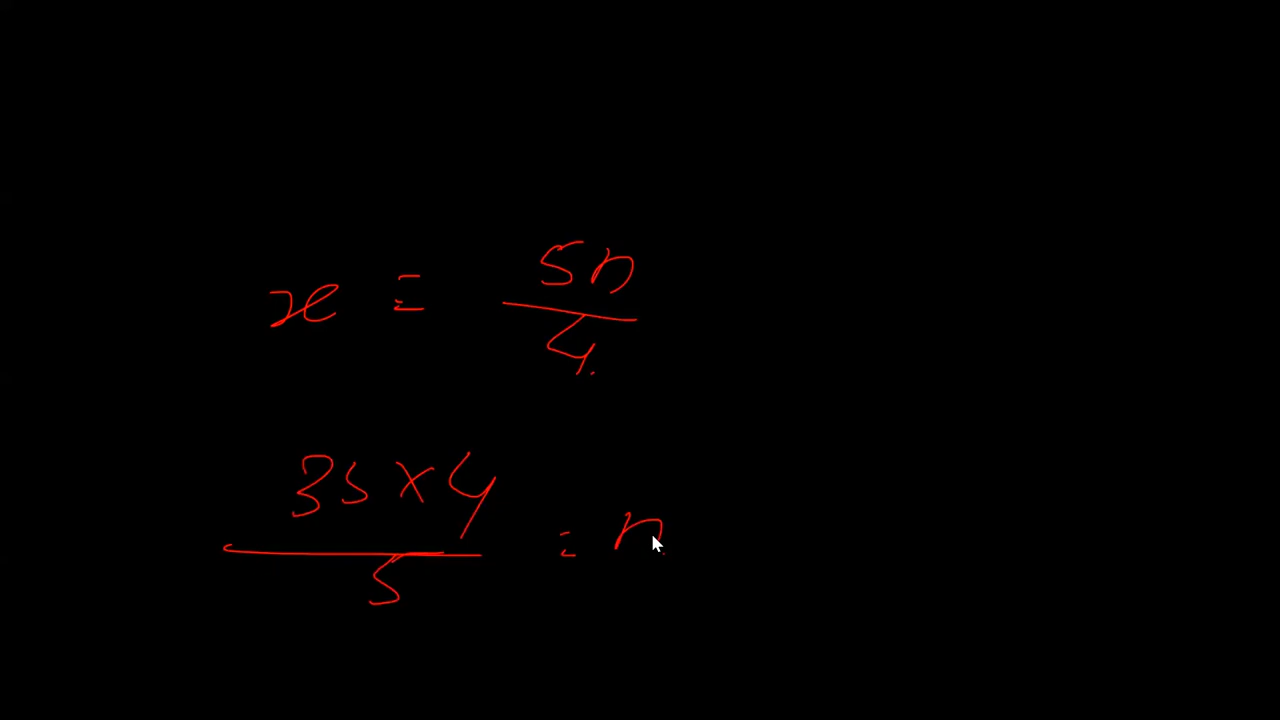 x = 5n/4
35 × 4/5 = n